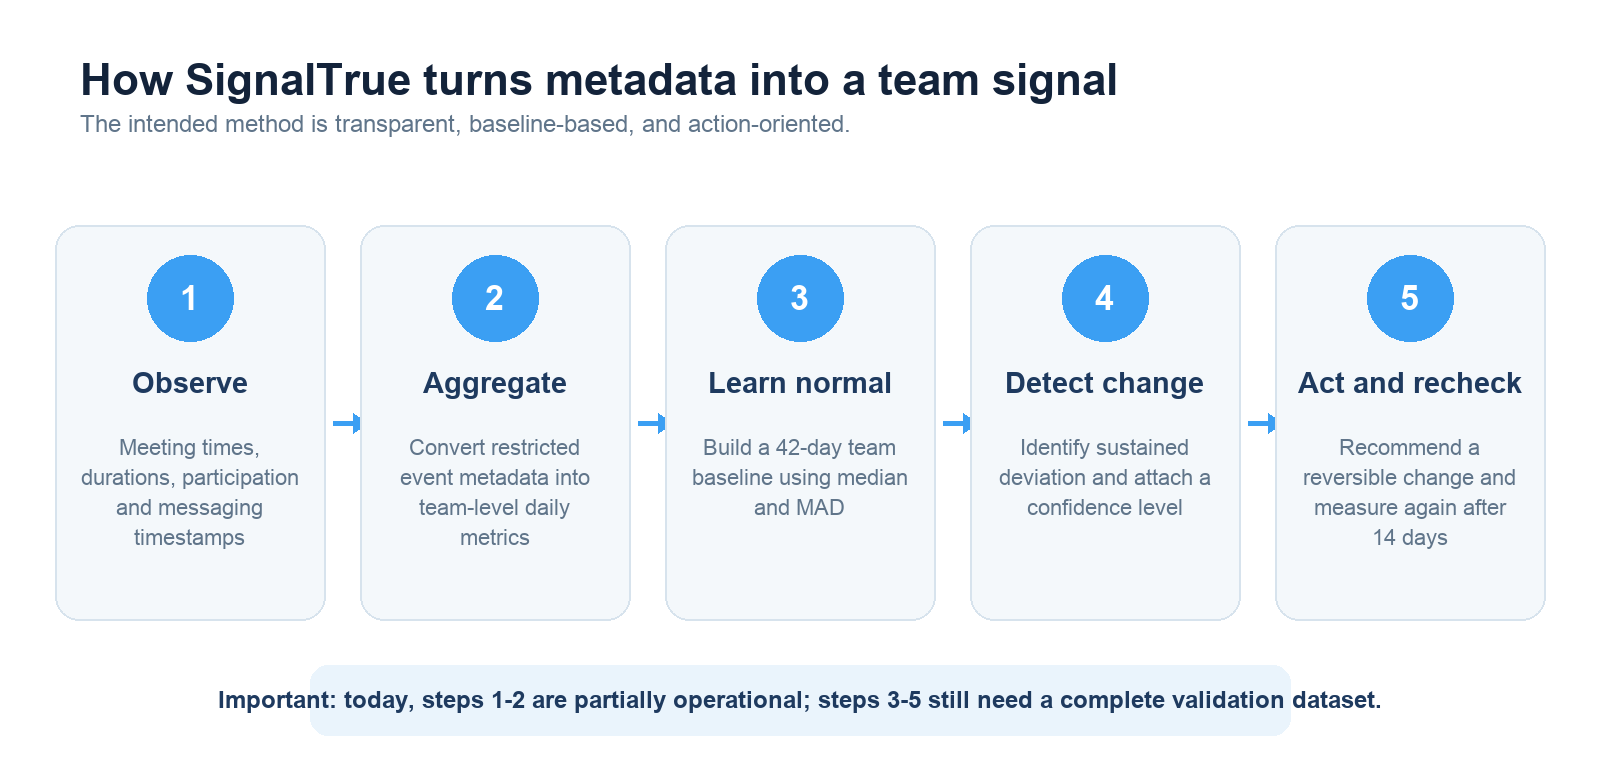 How SignalTrue turns metadata into a team signal
The intended method is transparent, baseline-based, and action-oriented.
1
Observe
Meeting times,
durations, participation
and messaging
timestamps
2
Aggregate
Convert restricted
event metadata into
team-level daily
metrics
3
Learn normal
Build a 42-day team
baseline using median
and MAD
4
Detect change
Identify sustained
deviation and attach a
confidence level
5
Act and recheck
Recommend a
reversible change and
measure again after
14 days
Important: today, steps 1-2 are partially operational; steps 3-5 still need a complete validation dataset.